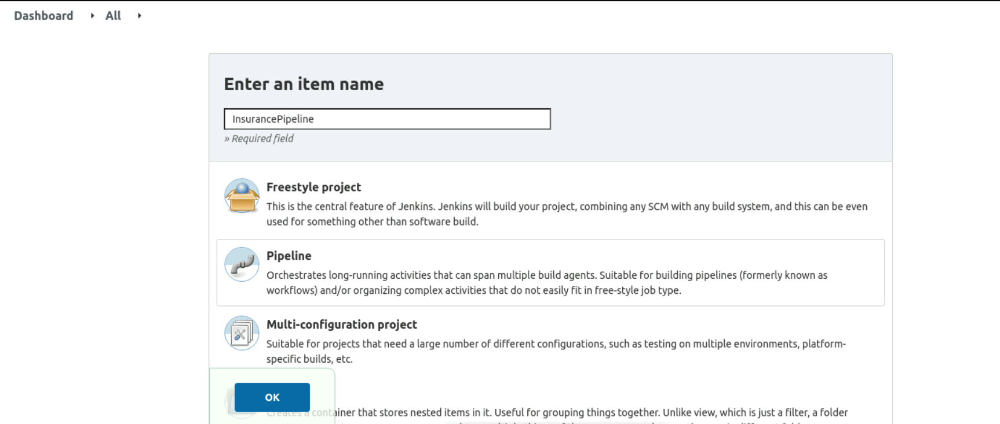 Dashboard All
Enter an item name
InsurancePipeline
» Required field
Freestyle project
This is the central feature of Jenkins. Jenkins will build your project, combining any SCM with any build system, and this can be even
used for something other than software build.
Pipeline
Orchestrates long-running activities that can span multiple build agents. Suitable for building pipelines (formerly known as
workflows) and/or organizing complex activities that do not easily fit in free-style job type.
Multi-configuration project
Suitable for projects that need a large number of different configurations, such as testing on multiple environments, platform-
specific builds, etc.
OK
Creates a container that stores nested items in it. Useful for grouping things together. Unlike view, which is just a filter, a folder